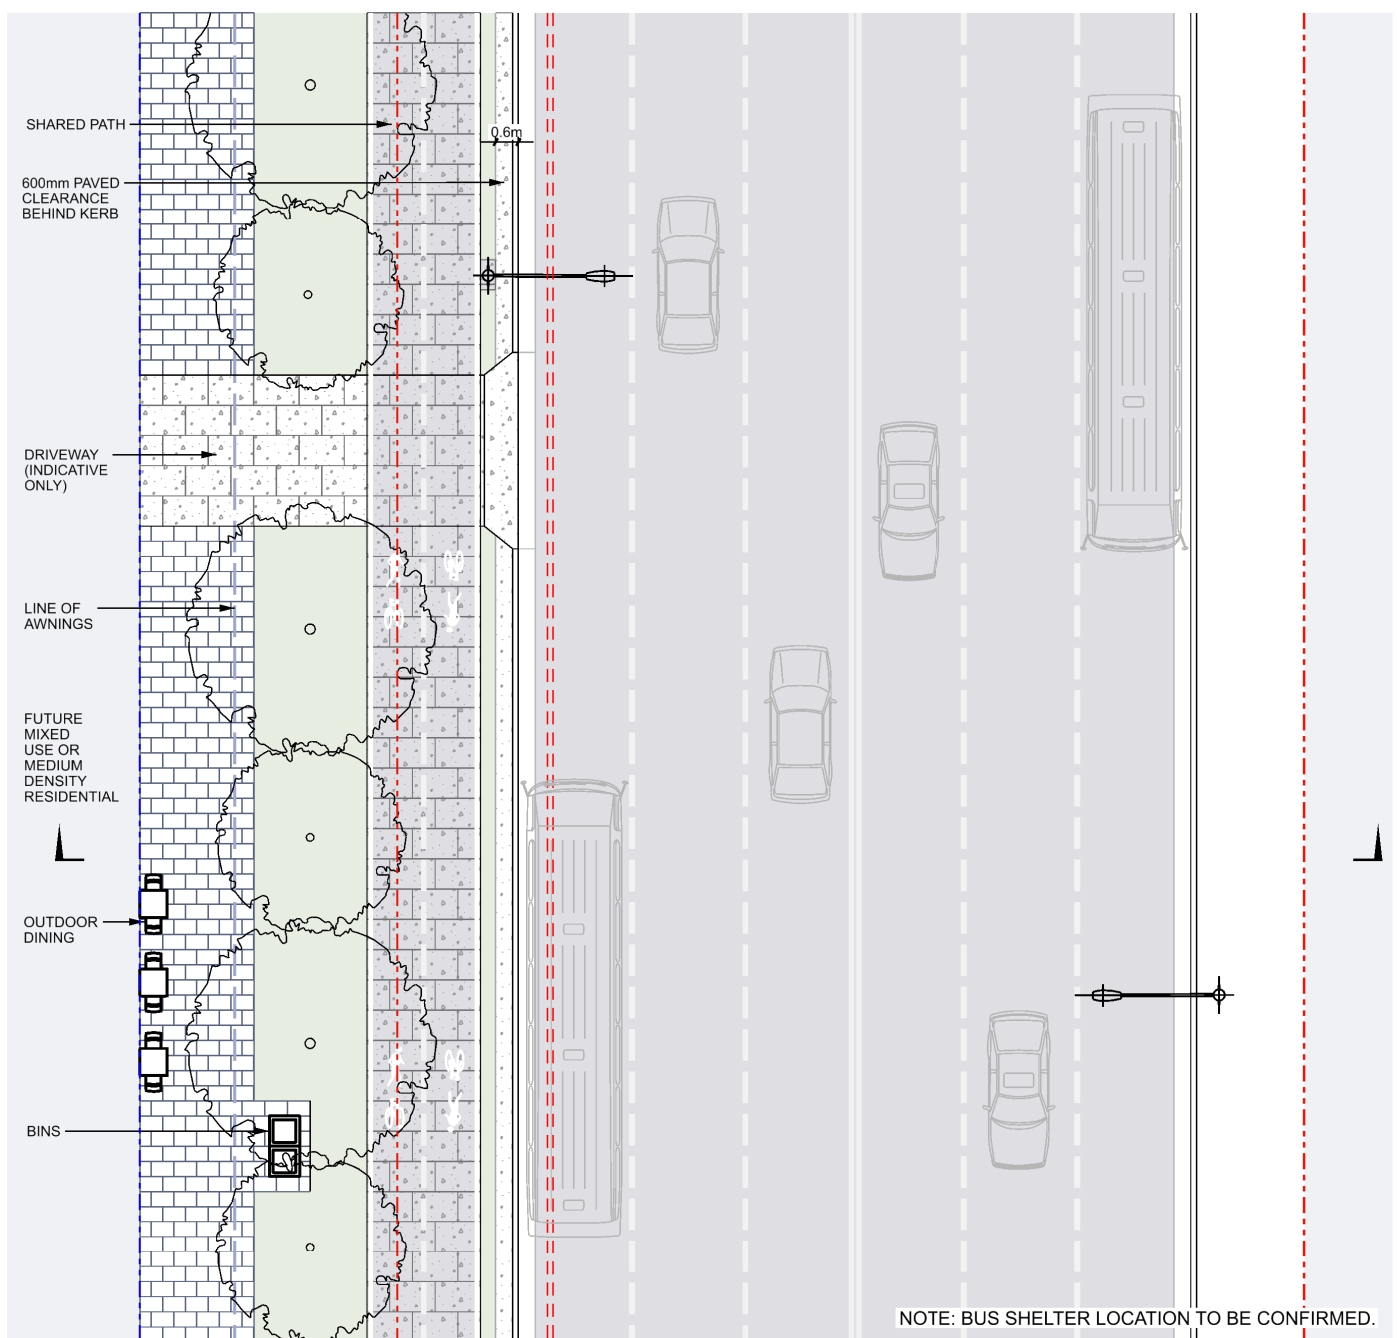 SHARED PATH
0.6m
600mm PAVED
CLEARANCE
BEHIND KERB
DRIVEWAY
(INDICATIVE
ONLY)
LINE OF
AWNINGS
FUTURE
MIXED
USE OR
MEDIUM
DENSITY
RESIDENTIAL
OUTDOOR
DINING
BINS
NOTE: BUS SHELTER LOCATION TO BE CONFIRMED.